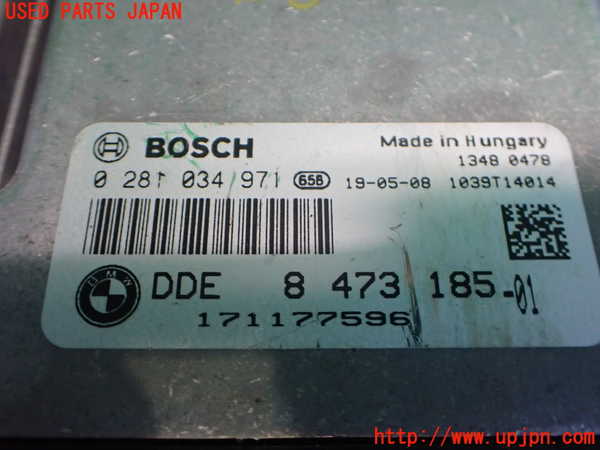 USED PARTS JAPAN
BOSCH
Made in Hungary
1348 0478
0 281 034 971 65B 19-05-08 1039T14014
BMW
DDE 8 473 185-01
171177596
http://www.upjpn.com/